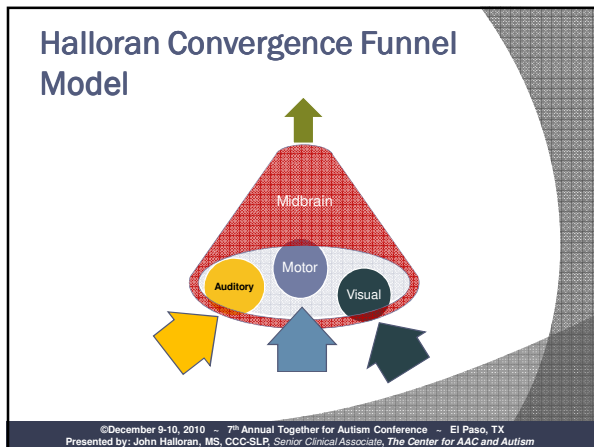 Halloran Convergence Funnel
Model
Midbrain
Motor
Auditory
Visual
©December 9-10, 2010 ~ 7th Annual Together for Autism Conference ~ El Paso, TX
Presented by: John Halloran, MS, CCC-SLP, Senior Clinical Associate, The Center for AAC and Autism